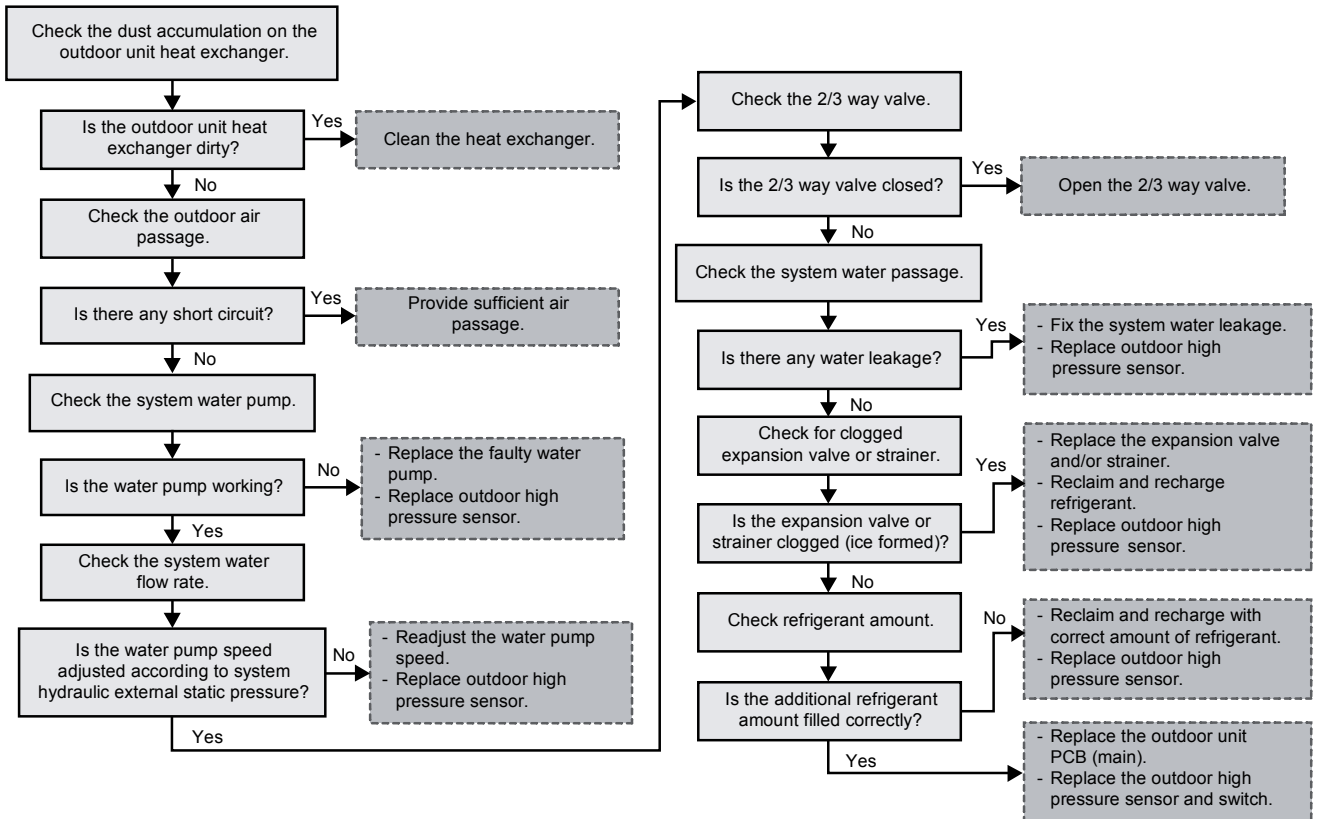 Check the dust accumulation on the
outdoor unit heat exchanger.
Is the outdoor unit heat
exchanger dirty?
Yes
Clean the heat exchanger.
No
Check the outdoor air
passage.
Is there any short circuit?
Yes
Provide sufficient air
passage.
No
Check the system water pump.
Is the water pump working?
No
- Replace the faulty water
pump.
- Replace outdoor high
pressure sensor.
Yes
Check the system water
flow rate.
Is the water pump speed
adjusted according to system
hydraulic external static pressure?
No
- Readjust the water pump
speed.
- Replace outdoor high
pressure sensor.
Yes
Check the 2/3 way valve.
Is the 2/3 way valve closed?
Yes
Open the 2/3 way valve.
No
Check the system water passage.
Is there any water leakage?
Yes
- Fix the system water leakage.
- Replace outdoor high
pressure sensor.
No
Check for clogged
expansion valve or strainer.
Is the expansion valve or
strainer clogged (ice formed)?
Yes
- Replace the expansion valve
and/or strainer.
- Reclaim and recharge
refrigerant.
- Replace outdoor high
pressure sensor.
No
Check refrigerant amount.
Is the additional refrigerant
amount filled correctly?
No
- Reclaim and recharge with
correct amount of refrigerant.
- Replace outdoor high
pressure sensor.
Yes
- Replace the outdoor unit
PCB (main).
- Replace the outdoor high
pressure sensor and switch.